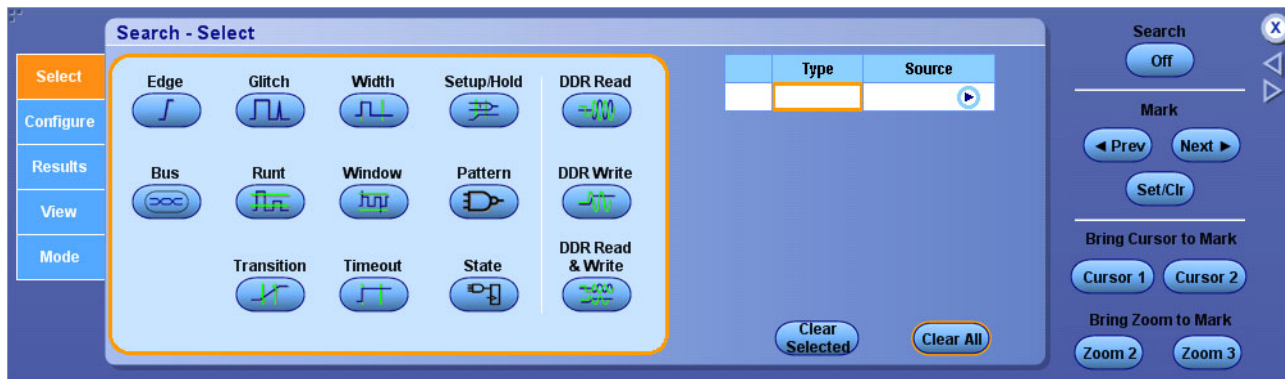 Search - Select
Select
Configure
Results
View
Mode
Edge
Glitch
Width
Setup/Hold
DDR Read
Bus
Runt
Window
Pattern
DDR Write
Transition
Timeout
State
DDR Read
& Write
Type
Source
Clear
Selected
Clear All
Search
Off
Mark
◄ Prev
Next ►
Set/Clr
Bring Cursor to Mark
Cursor 1
Cursor 2
Bring Zoom to Mark
Zoom 2
Zoom 3
X